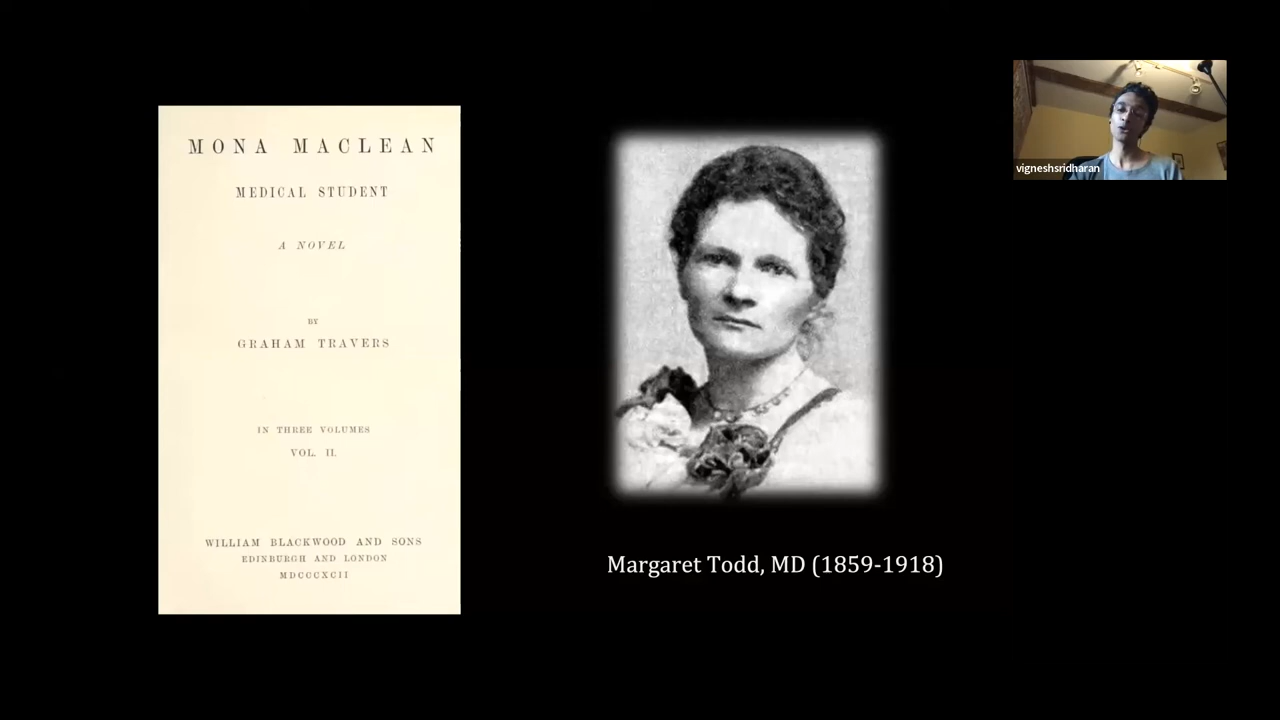 MONA MACLEAN
MEDICAL STUDENT
A NOVEL
BY
GRAHAM TRAVERS
IN THREE VOLUMES
VOL. II.
WILLIAM BLACKWOOD AND SONS
EDINBURGH AND LONDON
MDCCCXCII
Margaret Todd, MD (1859-1918)
vigneshsridharan